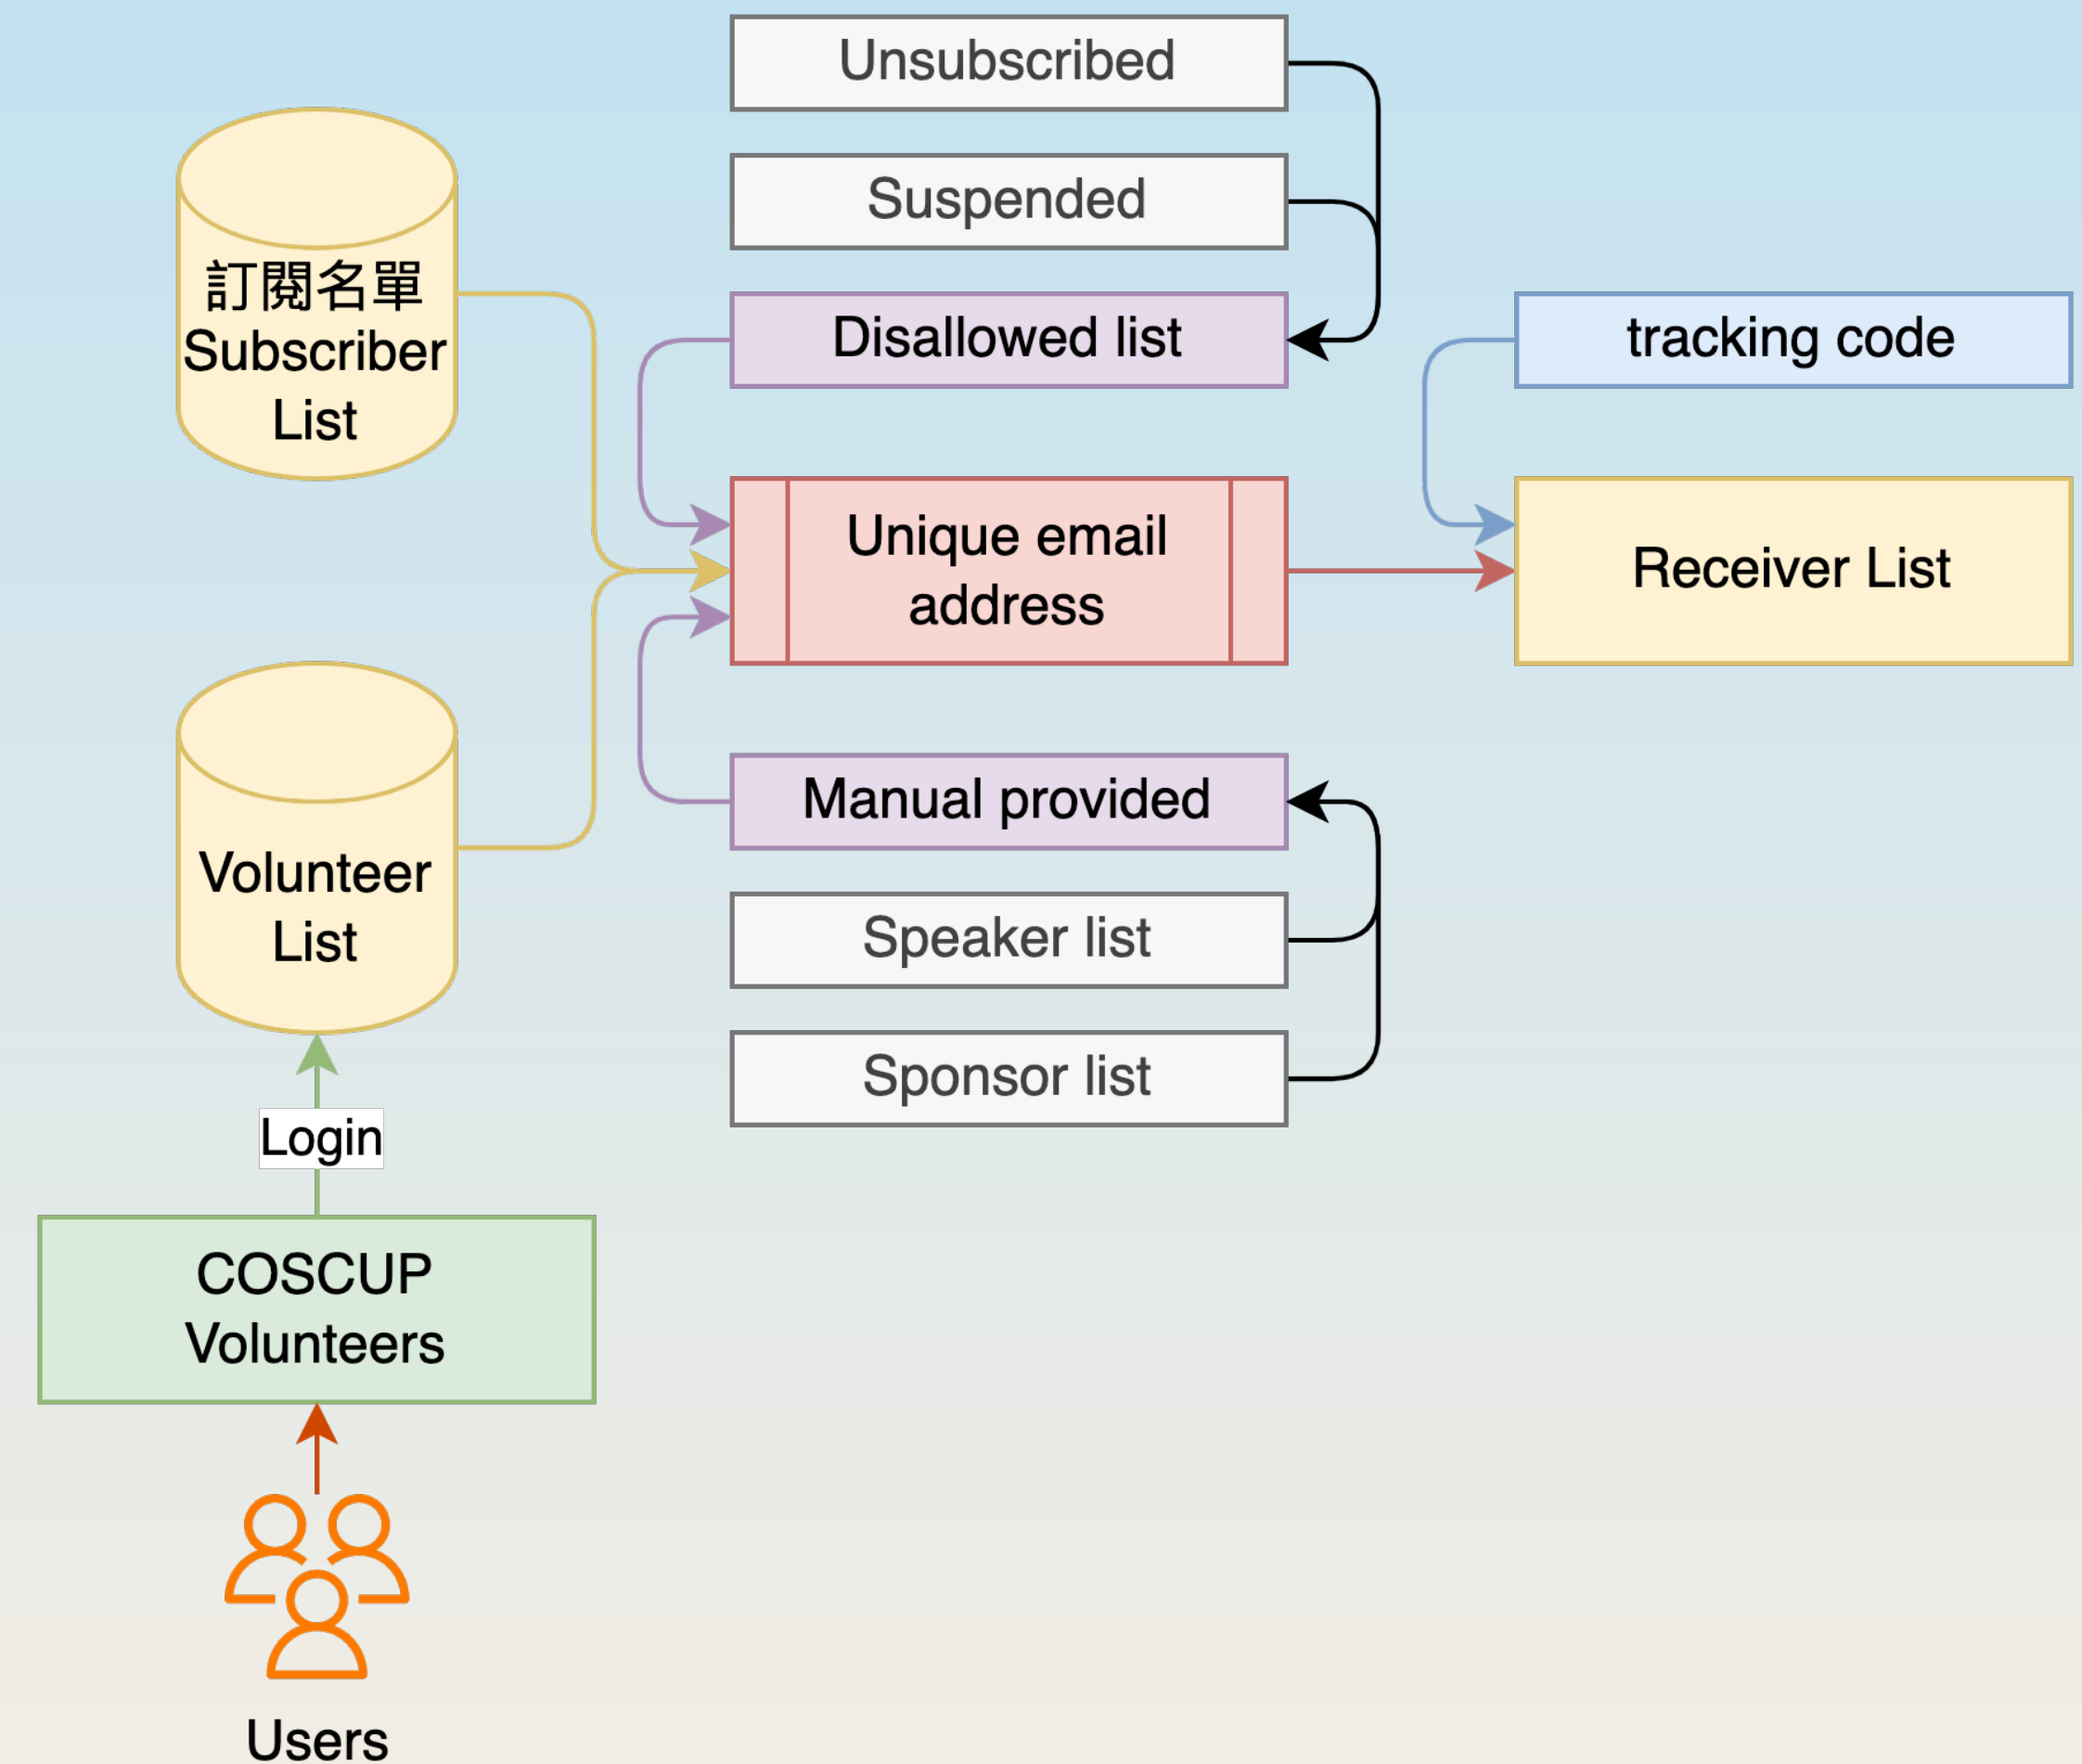 Unsubscribed
Suspended
訂閱名單
Subscriber
List
Disallowed list
tracking code
Unique email
address
Receiver List
Manual provided
Volunteer
List
Speaker list
Sponsor list
Login
COSCUP
Volunteers
Users